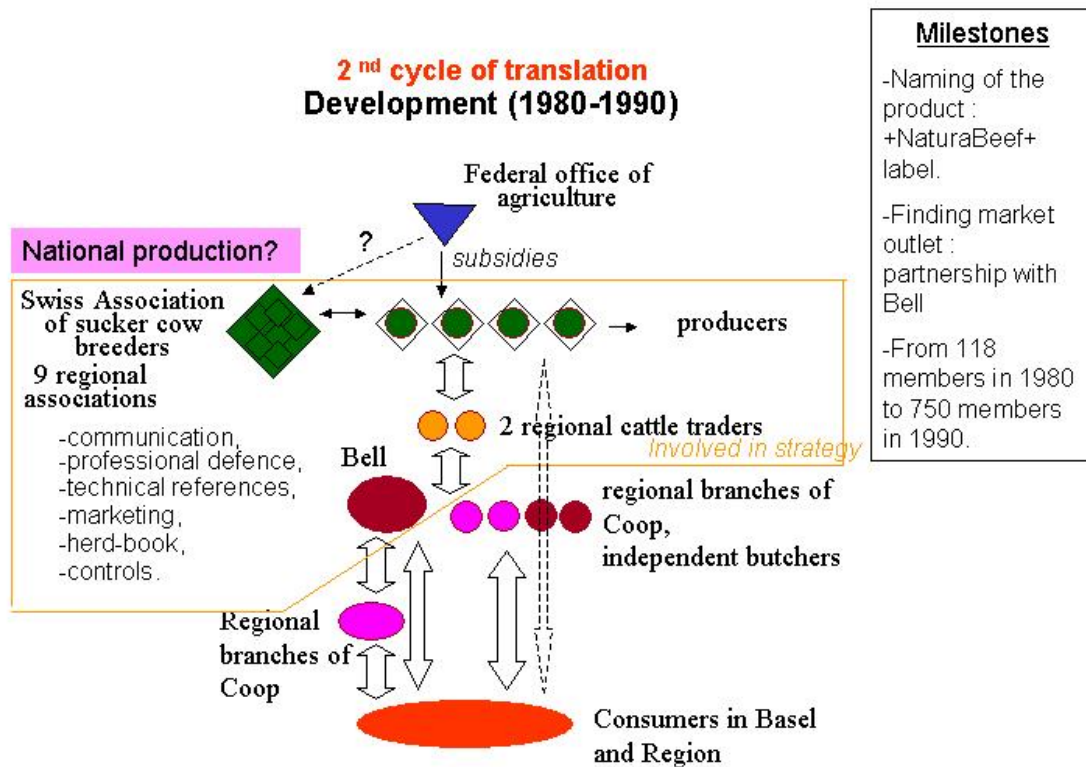 2 nd cycle of translation
Development (1980-1990)
Federal office of
agriculture
?
subsidies
National production?
Swiss Association
of sucker cow
breeders
9 regional
associations
-communication,
-professional defence,
-technical references,
-marketing,
-herd-book,
-controls.
producers
2 regional cattle traders
Involved in strategy
Bell
regional branches of
Coop,
independent butchers
Regional
branches of
Coop
Consumers in Basel
and Region
Milestones
-Naming of the
product :
+NaturaBeef+
label.
-Finding market
outlet :
partnership with
Bell
-From 118
members in 1980
to 750 members
in 1990.